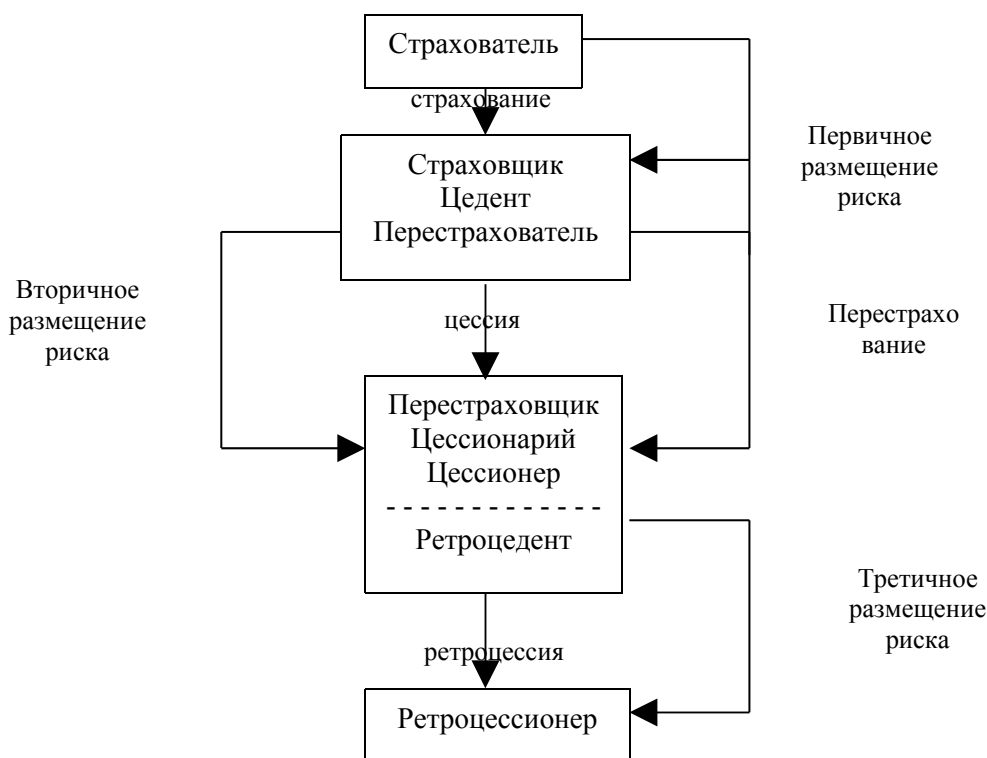 Страхователь
страхование
Первичное
размещение
риска
Страховщик
Цедент
Перестрахователь
Вторичное
размещение
риска
цессия
Перестрахо
вание
Перестраховщик
Цессионарий
Цессионер
Ретроцедент
Третичное
размещение
риска
ретроцессия
Ретроцессионер